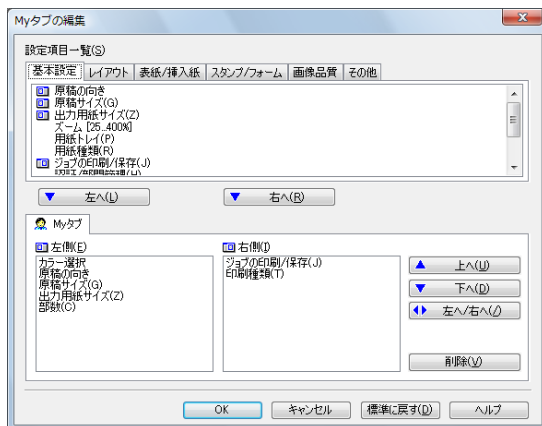 Myタブの編集
設定項目一覧(S)
基本設定 レイアウト 表紙/挿入紙 スタンプ/フォーム 画像品質 その他
原稿の向き
原稿サイズ(G)
出力用紙サイズ(Z)
ズーム [25..400%]
用紙トレイ(P)
用紙種類(R)
ジョブの印刷/保存(J)
認証/部門管理(H)
左へ(L) 右へ(R)
Myタブ
左側(E)
カラー選択
原稿の向き
原稿サイズ(G)
出力用紙サイズ(Z)
部数(C)
右側(I)
ジョブの印刷/保存(J)
印刷種類(T)
上へ(U)
下へ(D)
左へ/右へ(/)
削除(V)
OK キャンセル 標準に戻す(D) ヘルプ